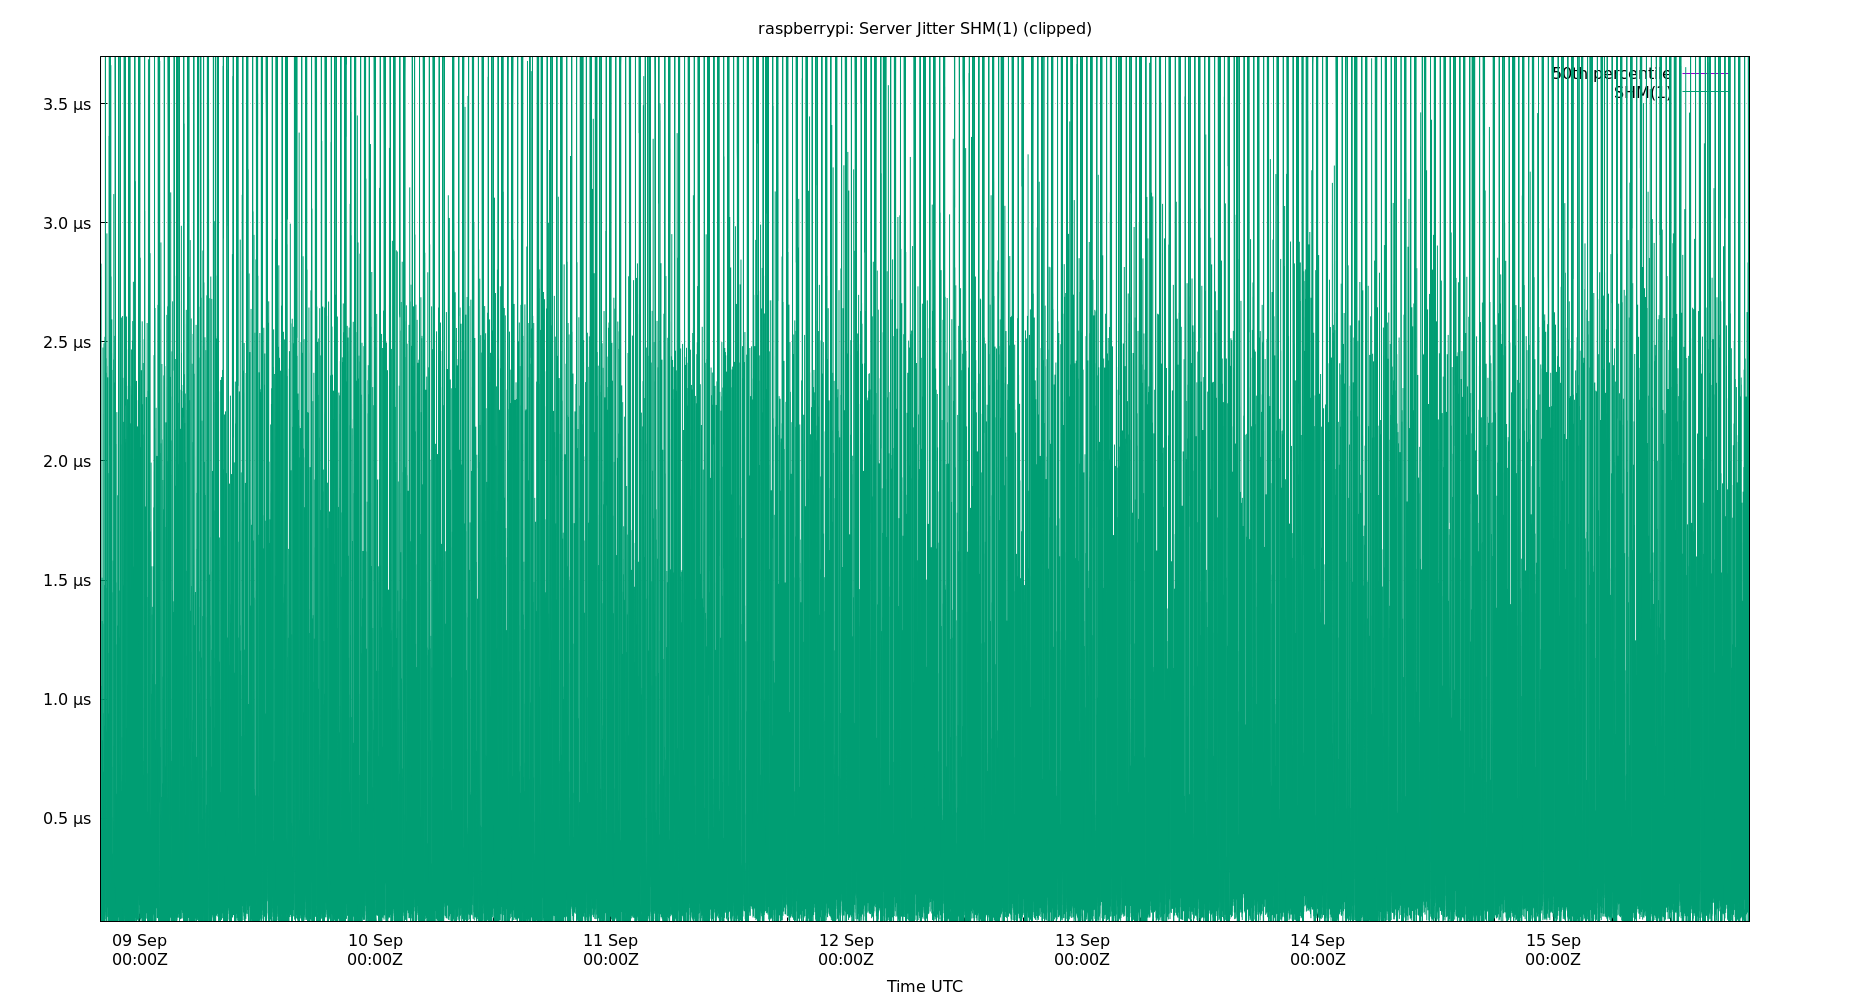 raspberrypi: Server Jitter SHM(1) (clipped)
50th percentile
SHM(1)
3.5 µs
3.0 µs
2.5 µs
2.0 µs
1.5 µs
1.0 µs
0.5 µs
09 Sep 10 Sep 11 Sep 12 Sep 13 Sep 14 Sep 15 Sep
00:00Z 00:00Z 00:00Z 00:00Z 00:00Z 00:00Z 00:00Z
Time UTC